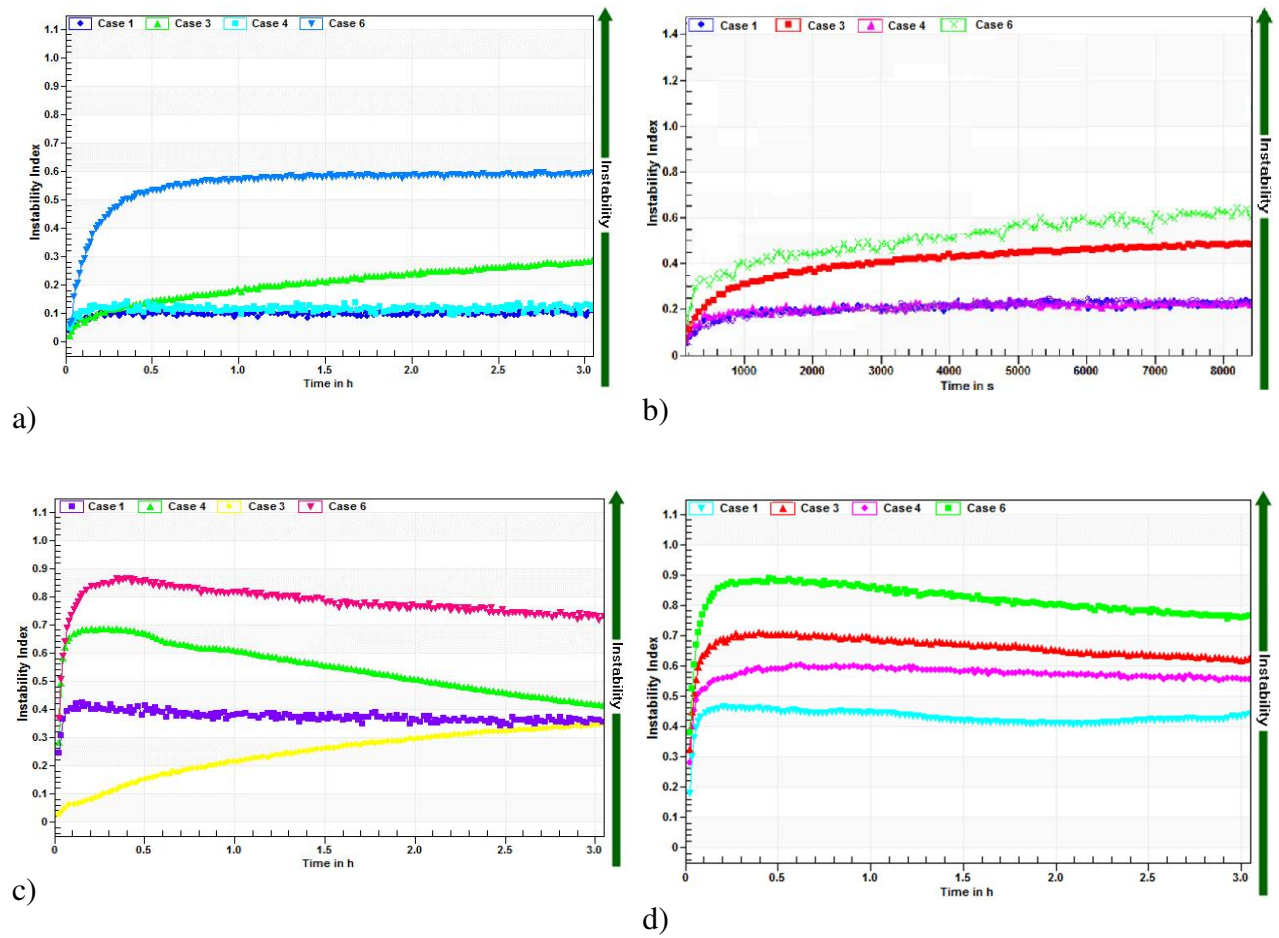 Case 1 Case 3 Case 4 Case 6
1.1
1.0
0.9
0.8
0.7
0.6
0.5
0.4
0.3
0.2
0.1
0
Instability Index
0 0.5 1.0 1.5 2.0 2.5 3.0
Time in h
Instability
a)
Case 1 Case 3 Case 4 Case 6
1.4
1.2
1.0
0.8
0.6
0.4
0.2
0
Instability Index
1000 2000 3000 4000 5000 6000 7000 8000
Time in s
Instability
b)
Case 1 Case 4 Case 3 Case 6
1.1
1.0
0.9
0.8
0.7
0.6
0.5
0.4
0.3
0.2
0.1
0
Instability Index
0 0.5 1.0 1.5 2.0 2.5 3.0
Time in h
Instability
c)
Case 1 Case 3 Case 4 Case 6
1.1
1.0
0.9
0.8
0.7
0.6
0.5
0.4
0.3
0.2
0.1
0
Instability Index
0 0.5 1.0 1.5 2.0 2.5 3.0
Time in h
Instability
d)